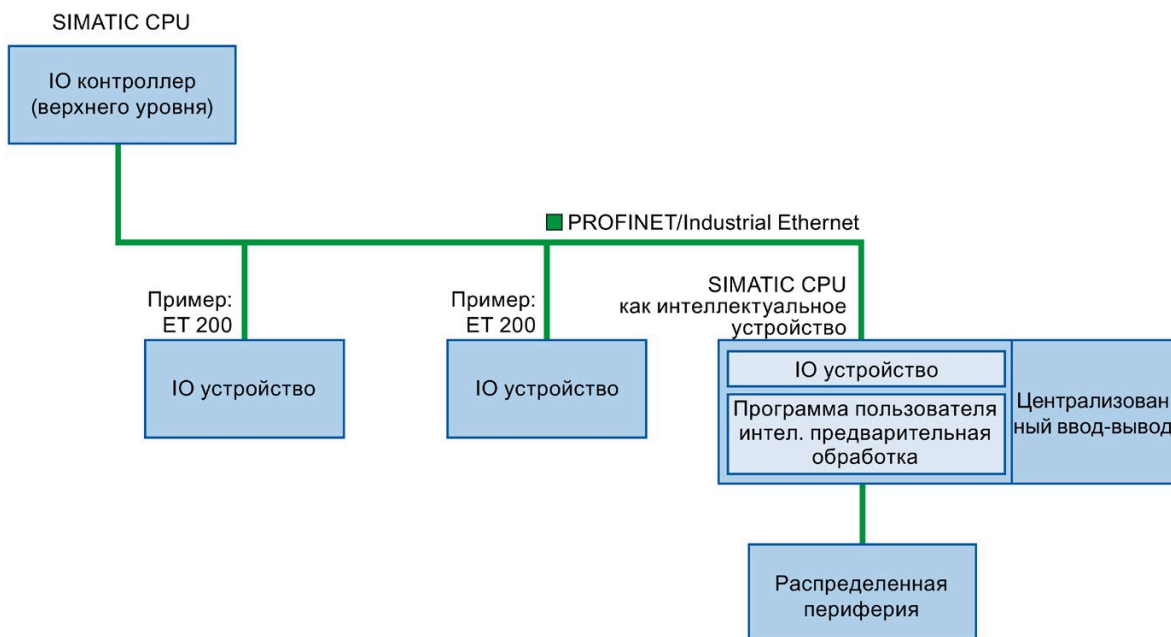 SIMATIC CPU
IO контроллер
(верхнего уровня)
PROFINET/Industrial Ethernet
Пример:
ET 200
IO устройство
Пример:
ET 200
IO устройство
SIMATIC CPU
как интеллектуальное
устройство
IO устройство
Программа пользователя
интел. предварительная
обработка
Централизован
ный ввод-вывод
Распределенная
периферия